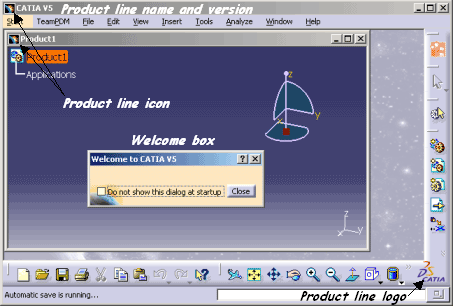 CATIA V5 Product line name and version
Start TeamPDM File Edit View Insert Tools Analyze Window Help
Product1
Product1
Applications
Product line icon
z
y
x
Welcome box
Welcome to CATIA V5
Do not show this dialog at startup Close
z
y
x
CATIA
Automatic save is running...
Product line logo